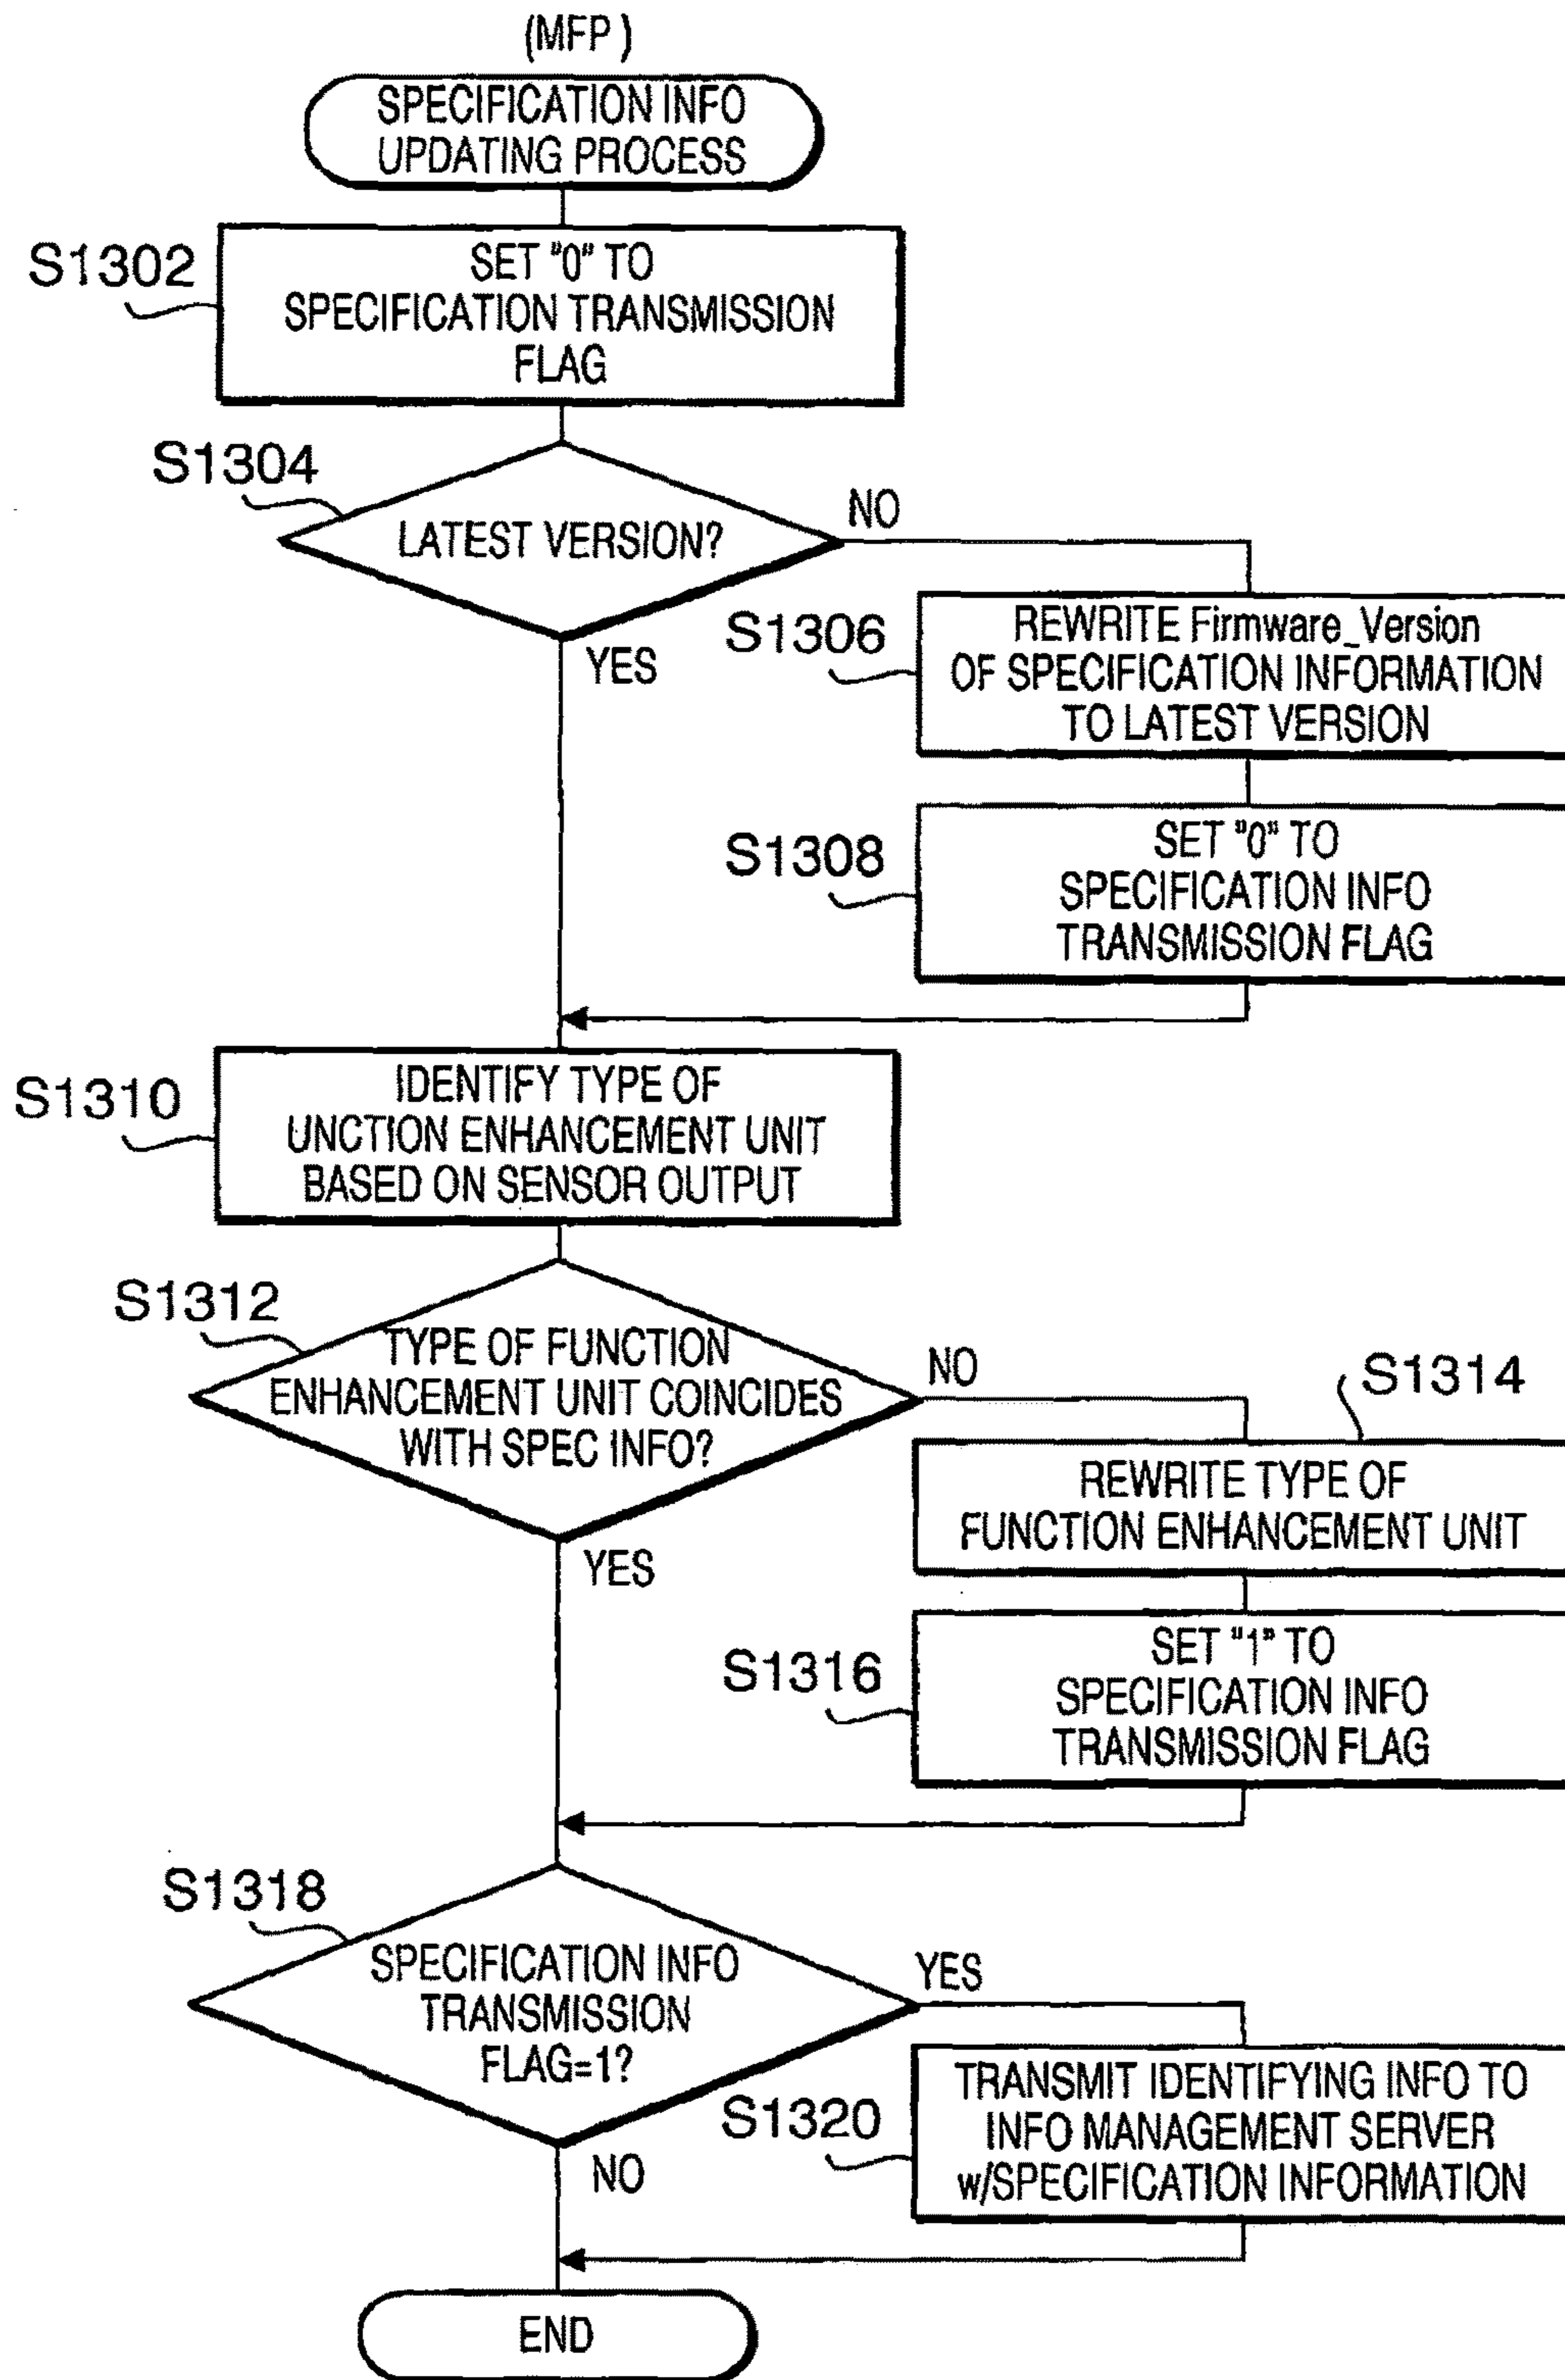 (MFP)
SPECIFICATION INFO
UPDATING PROCESS
S1302
SET "0" TO
SPECIFICATION TRANSMISSION
FLAG
S1304
LATEST VERSION?
NO
YES
S1306
REWRITE Firmware_Version
OF SPECIFICATION INFORMATION
TO LATEST VERSION
S1308
SET "0" TO
SPECIFICATION INFO
TRANSMISSION FLAG
S1310
IDENTIFY TYPE OF
UNCTION ENHANCEMENT UNIT
BASED ON SENSOR OUTPUT
S1312
TYPE OF FUNCTION
ENHANCEMENT UNIT COINCIDES
WITH SPEC INFO?
NO
YES
S1314
REWRITE TYPE OF
FUNCTION ENHANCEMENT UNIT
S1316
SET "1" TO
SPECIFICATION INFO
TRANSMISSION FLAG
S1318
SPECIFICATION INFO
TRANSMISSION
FLAG=1?
YES
NO
S1320
TRANSMIT IDENTIFYING INFO TO
INFO MANAGEMENT SERVER
w/SPECIFICATION INFORMATION
END